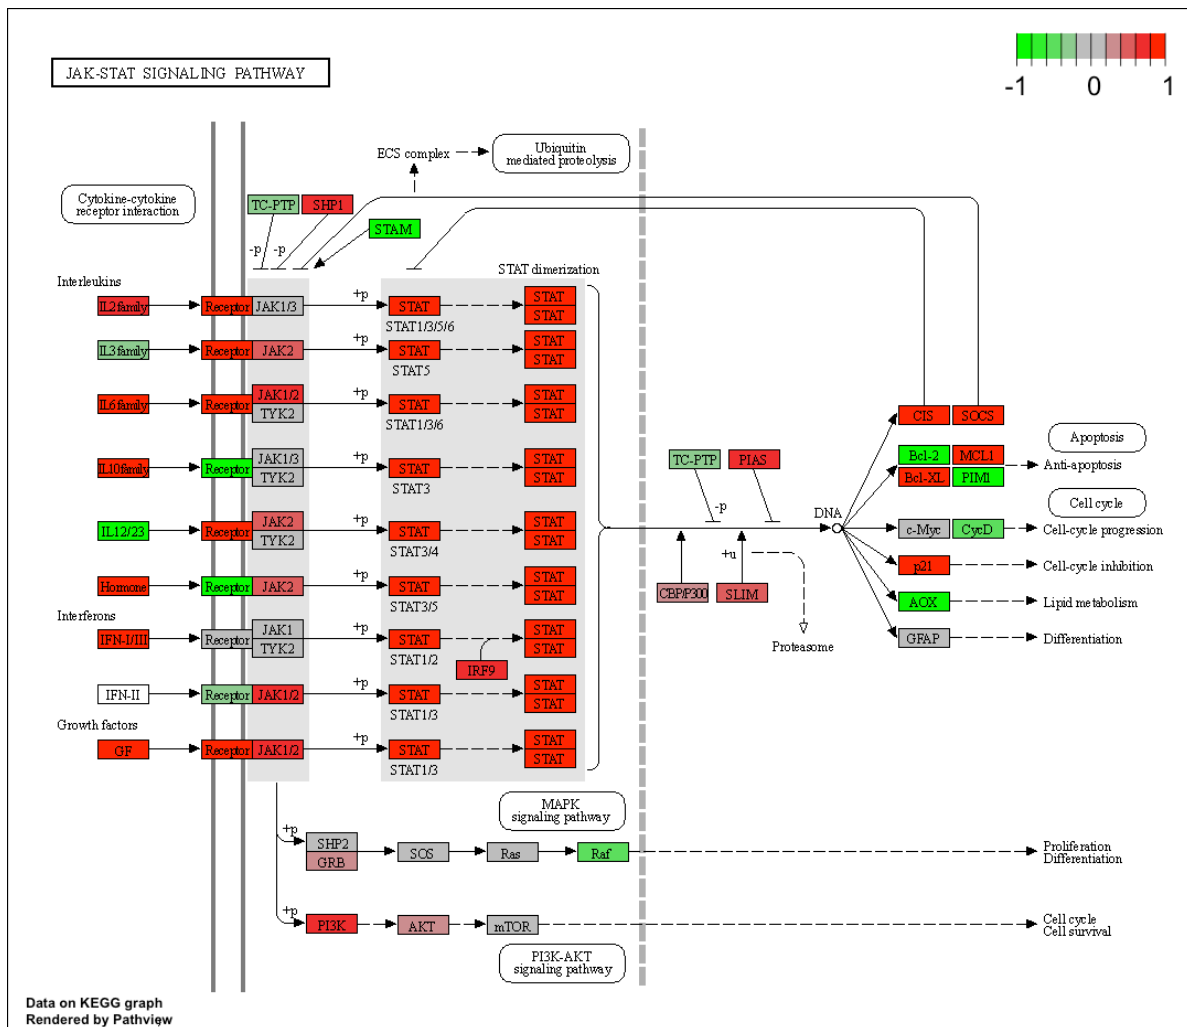 JAK-STAT SIGNALING PATHWAY
-1 0 1
ECS complex
Ubiquitin
mediated proteolysis
Cytokine-cytokine
receptor interaction
TC-PTP SHP1
STAM
-p -p
STAT dimerization
Interleukins
IL2family Receptor JAK1/3 +p STAT STAT
STAT
STAT1/3/5/6
IL3family Receptor JAK2 +p STAT STAT
STAT
STAT5
IL6family Receptor JAK1/2 +p STAT STAT
TYK2 STAT
STAT1/3/6
IL10family Receptor JAK1/3 +p STAT STAT
TYK2 STAT
STAT3
IL12/23 Receptor JAK2 +p STAT STAT
TYK2 STAT
STAT3/4
Hormone Receptor JAK2 +p STAT STAT
STAT
STAT3/5
Interferons
IFN-I/III Receptor JAK1 +p STAT STAT
TYK2 STAT
STAT1/2
IRF9
IFN-II Receptor JAK1/2 +p STAT STAT
STAT
STAT1/3
Growth factors
GF Receptor JAK1/2 +p STAT STAT
STAT
STAT1/3
TC-PTP PIAS
-p
DNA
+u
CBP/P300 SLIM
Proteasome
CIS SOCS
Apoptosis
Bcl-2 MCL1
Bcl-XL PIM1
Anti-apoptosis
Cell cycle
c-Myc CycD Cell-cycle progression
p21 Cell-cycle inhibition
AOX Lipid metabolism
GFAP Differentiation
MAPK
signaling pathway
+p
SHP2
GRB
SOS Ras Raf
Proliferation
Differentiation
+p
PI3K AKT mTOR
Cell cycle
Cell survival
PI3K-AKT
signaling pathway
Data on KEGG graph
Rendered by Pathview